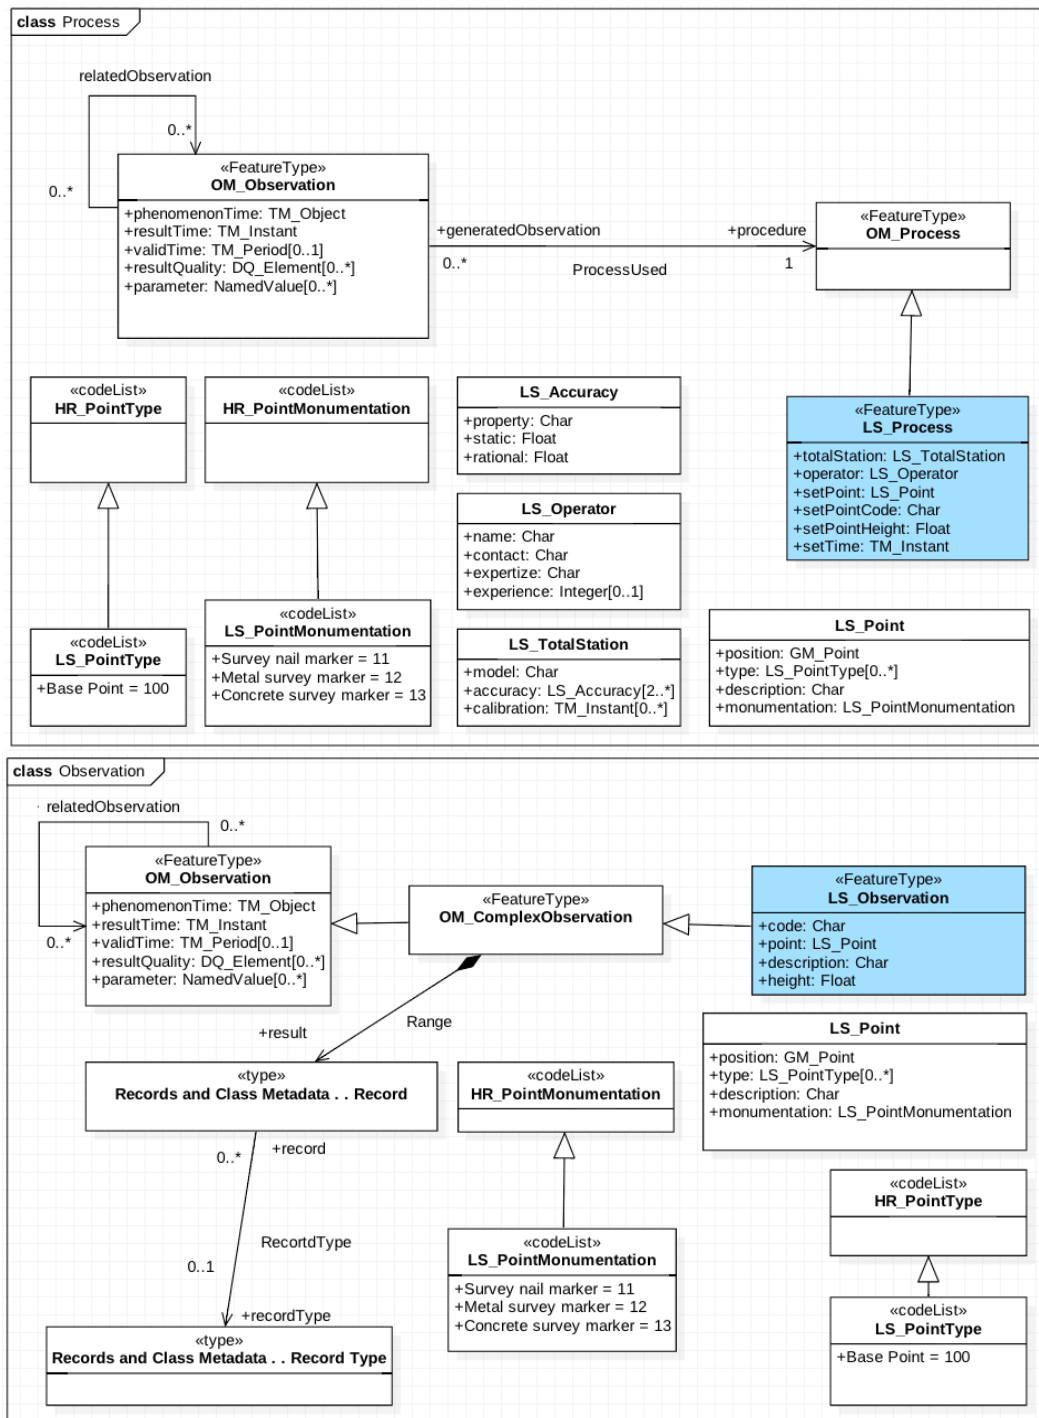 class Process
relatedObservation
0..*
0..*
«FeatureType»
OM_Observation
+phenomenonTime: TM_Object
+resultTime: TM_Instant
+validTime: TM_Period[0..1]
+resultQuality: DQ_Element[0..*]
+parameter: NamedValue[0..*]
+generatedObservation
0..*
ProcessUsed
+procedure
1
«FeatureType»
OM_Process
«codeList»
HR_PointType
«codeList»
HR_PointMonumentation
LS_Accuracy
+property: Char
+static: Float
+rational: Float
«FeatureType»
LS_Process
+totalStation: LS_TotalStation
+operator: LS_Operator
+setPoint: LS_Point
+setPointCode: Char
+setPointHeight: Float
+setTime: TM_Instant
LS_Operator
+name: Char
+contact: Char
+expertize: Char
+experience: Integer[0..1]
«codeList»
LS_PointType
+Base Point = 100
«codeList»
LS_PointMonumentation
+Survey nail marker = 11
+Metal survey marker = 12
+Concrete survey marker = 13
LS_TotalStation
+model: Char
+accuracy: LS_Accuracy[2..*]
+calibration: TM_Instant[0..*]
LS_Point
+position: GM_Point
+type: LS_PointType[0..*]
+description: Char
+monumentation: LS_PointMonumentation
class Observation
relatedObservation
0..*
0..*
«FeatureType»
OM_Observation
+phenomenonTime: TM_Object
+resultTime: TM_Instant
+validTime: TM_Period[0..1]
+resultQuality: DQ_Element[0..*]
+parameter: NamedValue[0..*]
«FeatureType»
OM_ComplexObservation
«FeatureType»
LS_Observation
+code: Char
+point: LS_Point
+description: Char
+height: Float
+result
Range
«type»
Records and Class Metadata . . Record
«codeList»
HR_PointMonumentation
LS_Point
+position: GM_Point
+type: LS_PointType[0..*]
+description: Char
+monumentation: LS_PointMonumentation
0..*
+record
RecortdType
0..1
+recordType
«type»
Records and Class Metadata . . Record Type
«codeList»
LS_PointMonumentation
+Survey nail marker = 11
+Metal survey marker = 12
+Concrete survey marker = 13
«codeList»
HR_PointType
«codeList»
LS_PointType
+Base Point = 100